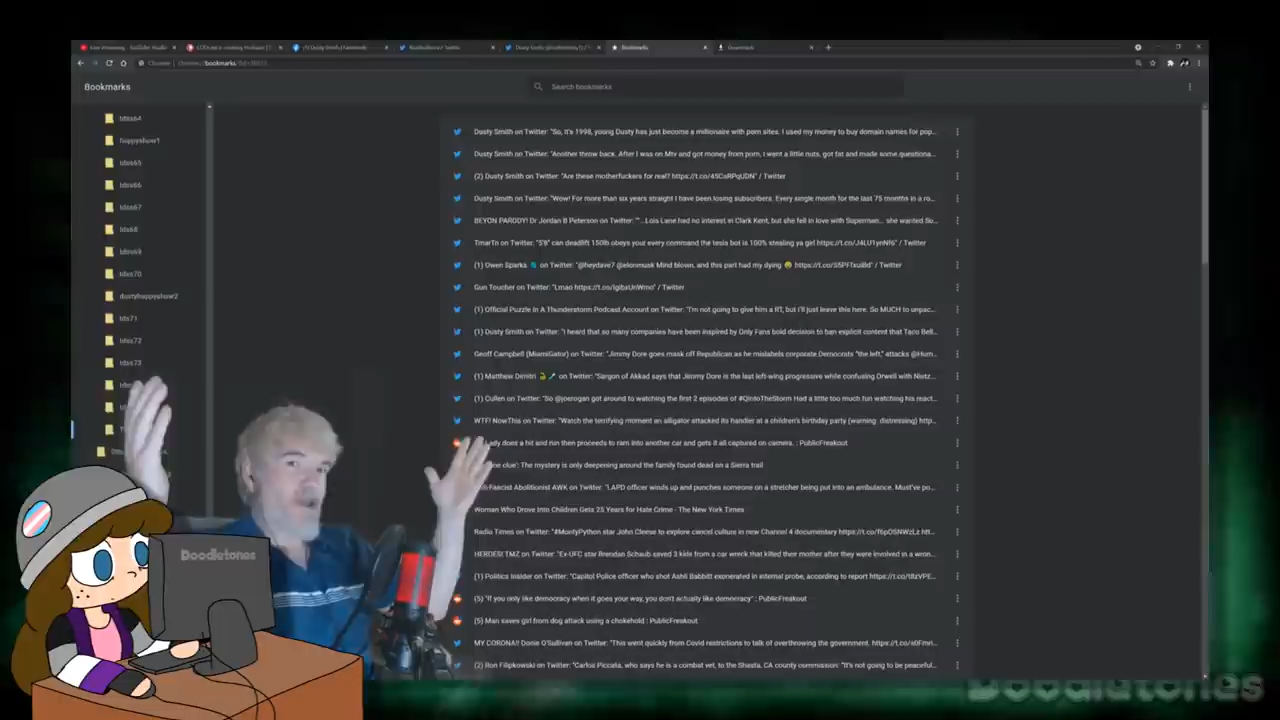 Live Streaming - YouTube Studio
(1) Dusty Smith | Facebook
Notifications / Twitter
Bookmarks
Downloads
Chrome | chrome://bookmarks/
Bookmarks
Search bookmarks
tdss64
happyshow1
tdss65
tdss66
tdss67
tds68
tdss69
tdss70
dustyhappyshow2
tds71
tdss72
tdss73
Dusty Smith on Twitter: "So, it's 1998, young Dusty has just become a millionaire with porn sites. I used my money to buy domain names for pop...
Dusty Smith on Twitter: "Another throw back. After I was on Mtv and got money from porn, I went a little nuts, got fat and made some questiona...
(2) Dusty Smith on Twitter: "Are these motherfuckers for real? https://t.co/45CoRPqUDN" / Twitter
Dusty Smith on Twitter: "Wow! For more than six years straight I have been losing subscribers. Every single month for the last 75 months in a ro...
BEYON PARODY! Dr Jordan B Peterson on Twitter: ""...Lois Lane had no interest in Clark Kent, but she fell in love with Superman... she wanted Su...
TmarTn on Twitter: "5'8" can deadlift 150lb obeys your every command the tesla bot is 100% stealing ya girl https://t.co/J4LU1ynNf6" / Twitter
(1) Owen Sparks on Twitter: "@heydave7 @elonmusk Mind blown, and this part had my dying 🤣 https://t.co/S5PFfxui8d" / Twitter
Gun Toucher on Twitter: "Lmao https://t.co/IgibxUnWmo" / Twitter
(1) Official Puzzle In A Thunderstorm Podcast Account on Twitter: "I'm not going to give him a RT, but I'll just leave this here. So MUCH to unpac...
(1) Dusty Smith on Twitter: "I heard that so many companies have been inspired by Only Fans bold decision to ban explicit content that Taco Bell...
Geoff Campbell (MiamiGator) on Twitter: "Jimmy Dore goes mask off Republican as he mislabels corporate Democrats "the left," attacks @Hum...
(1) Matthew Dimitri on Twitter: "Sargon of Akkad says that Jimmy Dore is the last left-wing progressive while confusing Orwell with Nietz...
(1) Cullen on Twitter: "So @joerogan got around to watching the first 2 episodes of #QIntoTheStorm Had a little too much fun watching his react...
WTF! NowThis on Twitter: "Watch the terrifying moment an alligator attacked its handler at a children's birthday party (warning: distressing) http...
ady does a hit and run then proceeds to ram into another car and gets it all captured on camera. : PublicFreakout
ne clue': The mystery is only deepening around the family found dead on a Sierra trail
Fascist Abolitionist AWK on Twitter: "LAPD officer winds up and punches someone on a stretcher being put into an ambulance. Must've po...
Woman Who Drove Into Children Gets 25 Years for Hate Crime - The New York Times
Radio Times on Twitter: "#MontyPython star John Cleese to explore cancel culture in new Channel 4 documentary https://t.co/f6pOSNWzLz htt...
HEROES! TMZ on Twitter: "Ex-UFC star Brendan Schaub saved 3 kids from a car wreck that killed their mother after they were involved in a wron...
(1) Politics Insider on Twitter: "Capitol Police officer who shot Ashli Babbitt exonerated in internal probe, according to report https://t.co/t8zVPE...
(5) "If you only like democracy when it goes your way, you don't actually like democracy" : PublicFreakout
(5) Man saves girl from dog attack using a chokehold : PublicFreakout
MY CORONA!! Donie O'Sullivan on Twitter: "This went quickly from Covid restrictions to talk of overthrowing the government. https://t.co/s0Fmri...
(2) Ron Filipkowski on Twitter: "Carlos Piccata, who says he is a combat vet, to the Shasta, CA county commission: "It's not going to be peaceful...
Doodletones
Doodletones